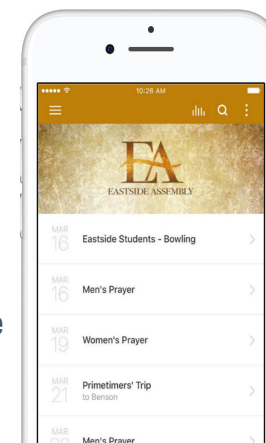 10:26 AM
EA
EASTSIDE ASSEMBLY
MAR
16
Eastside Students - Bowling
MAR
16
Men's Prayer
MAR
19
Women's Prayer
e
MAR
21
Primetimers' Trip
to Benson
MAR
Men's Prayer